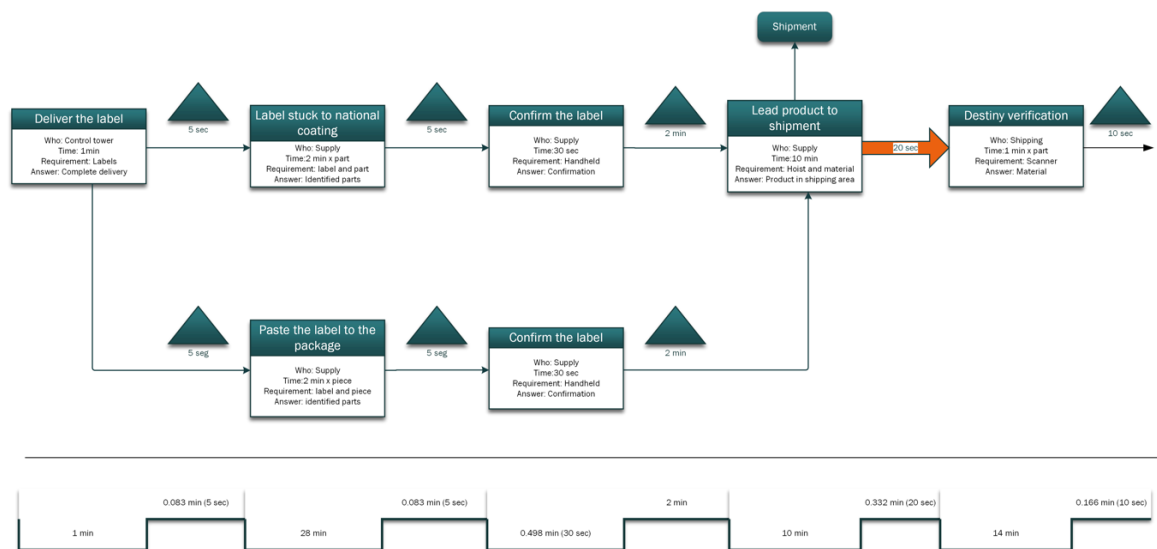 Shipment
Deliver the label
Who: Control tower
Time: 1min
Requirement: Labels
Answer: Complete delivery
5 sec
Label stuck to national
coating
Who: Supply
Time:2 min x part
Requirement: label and part
Answer: Identified parts
5 sec
Confirm the label
Who: Supply
Time:30 sec
Requirement: Handheld
Answer: Confirmation
2 min
Lead product to
shipment
Who: Supply
Time:10 min
Requirement: Hoist and material
Answer: Product in shipping area
20 sec
Destiny verification
Who: Shipping
Time:1 min x part
Requirement: Scanner
Answer: Material
10 sec
5 seg
Paste the label to the
package
Who: Supply
Time:2 min x piece
Requirement: label and piece
Answer: identified parts
5 seg
Confirm the label
Who: Supply
Time:30 sec
Requirement: Handheld
Answer: Confirmation
2 min
1 min
0.083 min (5 sec)
28 min
0.083 min (5 sec)
0.498 min (30 sec)
2 min
10 min
0.332 min (20 sec)
14 min
0.166 min (10 sec)